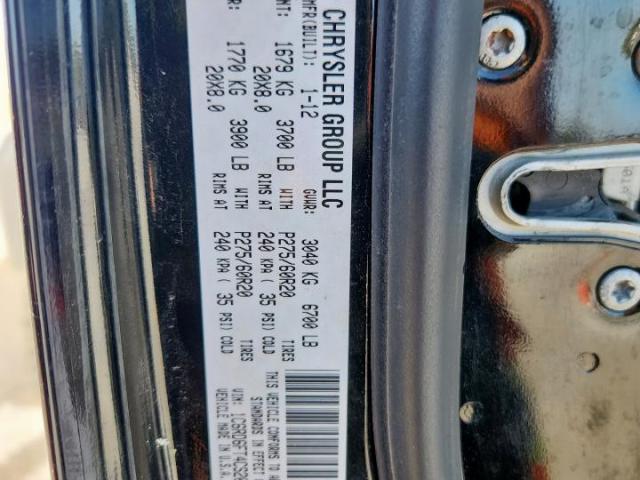 CHRYSLER GROUP LLC
MFR(BUILT): 1-12 GVWR: 3040 KG 6700 LB
1679 KG 3700 LB WITH P275/60R20 TIRES
20X8.0 RIMS AT 240 KPA ( 35 PSI) COLD
1770 KG 3900 LB WITH P275/60R20 TIRES
20X8.0 RIMS AT 240 KPA ( 35 PSI) COLD
THIS VEHICLE CONFORMS TO
STANDARDS IN EFFECT
VIN:
VEHICLE MADE IN U.S.A.